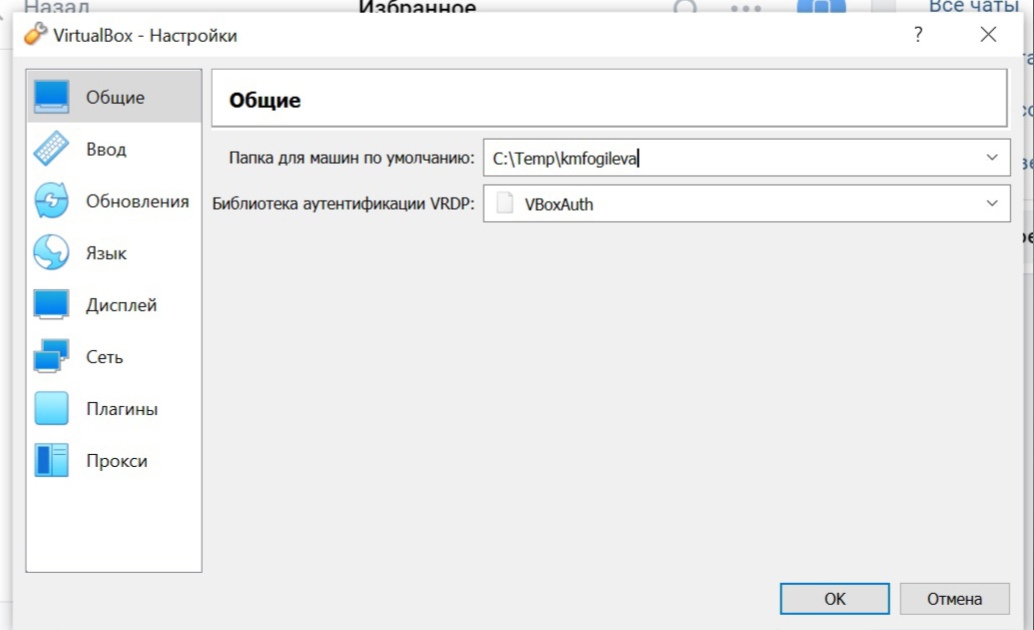 Назад
Избранное
Все чаты
VirtualBox - Настройки
?
Общие
Ввод
Обновления
Язык
Дисплей
Сеть
Плагины
Прокси
Общие
Папка для машин по умолчанию:
C:\Temp\kmfogileva
Библиотека аутентификации VRDP:
VBoxAuth
OK
Отмена